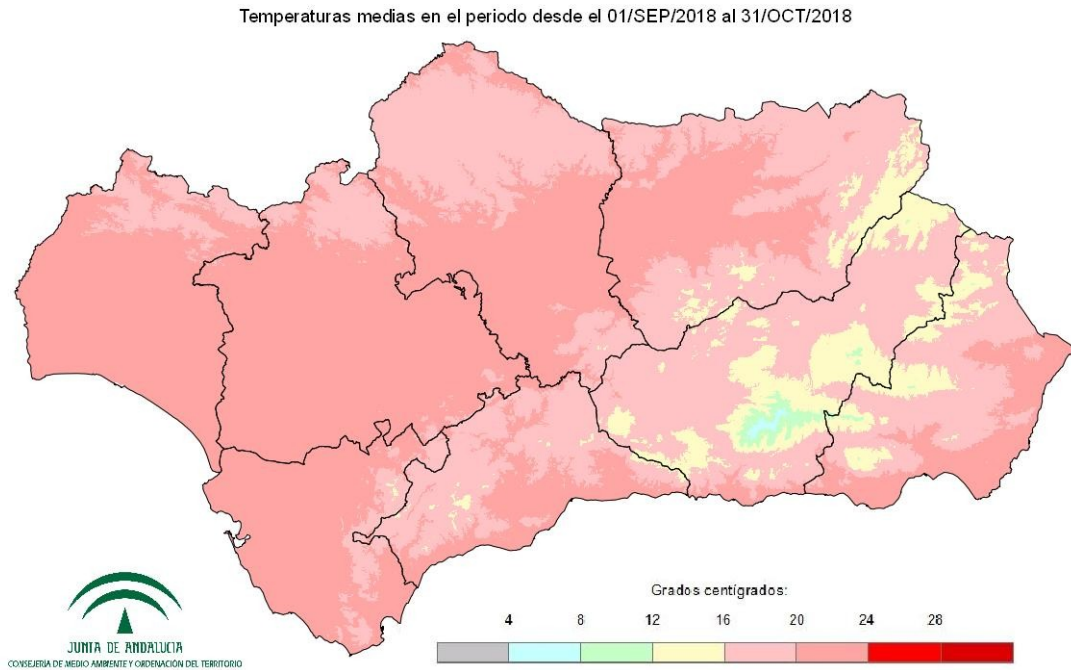 Temperaturas medias en el periodo desde el 01/SEP/2018 al 31/OCT/2018
Grados centígrados:
4 8 12 16 20 24 28
JUNTA DE ANDALUCIA
CONSEJERÍA DE MEDIO AMBIENTE Y ORDENACIÓN DEL TERRITORIO